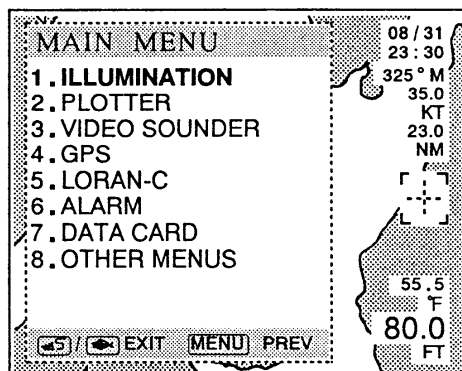 MAIN MENU
1. ILLUMINATION
2. PLOTTER
3. VIDEO SOUNDER
4. GPS
5. LORAN-C
6. ALARM
7. DATA CARD
8. OTHER MENUS
/ EXIT MENU PREV
08/31
23:30
325°M
35.0
KT
23.0
NM
55.5
°F
80.0
FT